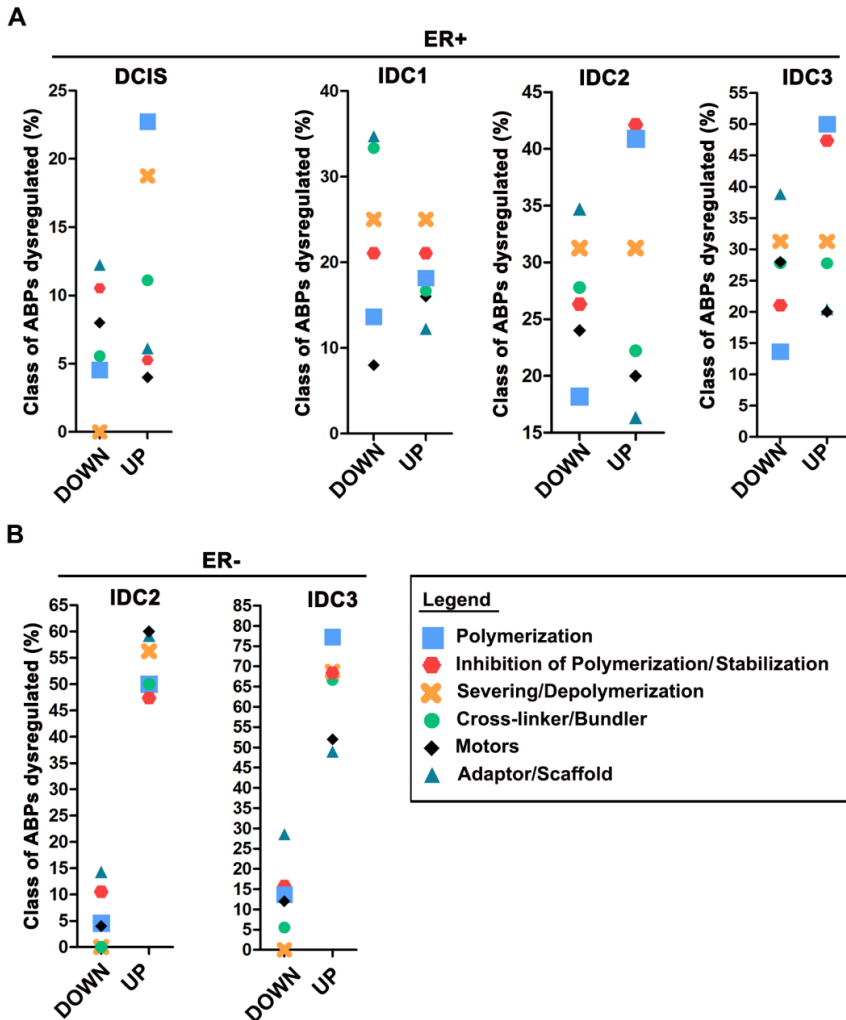 A
ER+
DCIS
IDC1
IDC2
IDC3
Class of ABPs dysregulated (%)
25
20
15
10
5
0
DOWN
UP
Class of ABPs dysregulated (%)
40
30
20
10
0
DOWN
UP
Class of ABPs dysregulated (%)
45
40
35
30
25
20
15
DOWN
UP
Class of ABPs dysregulated (%)
55
50
45
40
35
30
25
20
15
10
5
0
DOWN
UP
B
ER-
IDC2
IDC3
Class of ABPs dysregulated (%)
65
60
55
50
45
40
35
30
25
20
15
10
5
0
DOWN
UP
85
80
75
70
65
60
55
50
45
40
35
30
25
20
15
10
5
0
DOWN
UP
Legend
Polymerization
Inhibition of Polymerization/Stabilization
Severing/Depolymerization
Cross-linker/Bundler
Motors
Adaptor/Scaffold